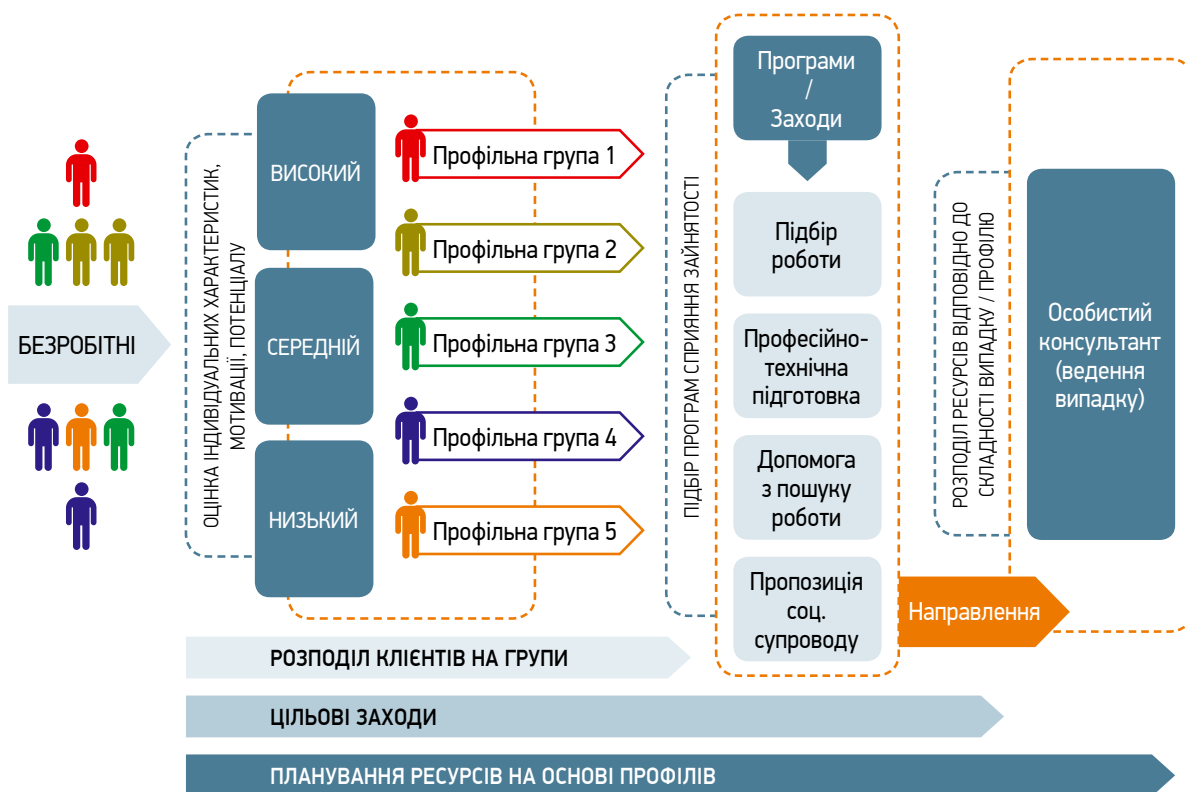 БЕЗРОБІТНІ
ОЦІНКА ІНДИВІДУАЛЬНИХ ХАРАКТЕРИСТИК,
МОТИВАЦІЇ, ПОТЕНЦІАЛУ
ВИСОКИЙ
СЕРЕДНІЙ
НИЗЬКИЙ
Профільна група 1
Профільна група 2
Профільна група 3
Профільна група 4
Профільна група 5
ПІДБІР ПРОГРАМ СПРИЯННЯ ЗАЙНЯТОСТІ
Програми
/
Заходи
Підбір
роботи
Професійно-
технічна
підготовка
Допомога
з пошуку
роботи
Пропозиція
соц.
супроводу
Направлення
РОЗПОДІЛ РЕСУРСІВ ВІДПОВІДНО ДО
СКЛАДНОСТІ ВИПАДКУ / ПРОФІЛЮ
Особистий
консультант
(ведення
випадку)
РОЗПОДІЛ КЛІЄНТІВ НА ГРУПИ
ЦІЛЬОВІ ЗАХОДИ
ПЛАНУВАННЯ РЕСУРСІВ НА ОСНОВІ ПРОФІЛІВ